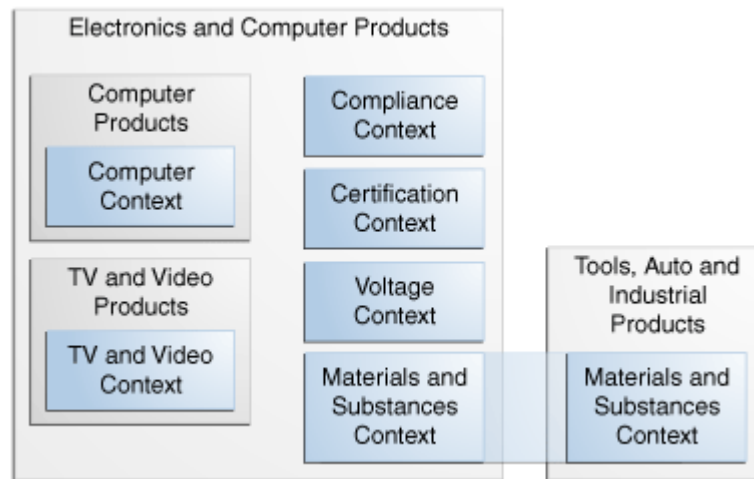 Electronics and Computer Products
Computer
Products
Computer
Context
TV and Video
Products
TV and Video
Context
Compliance
Context
Certification
Context
Voltage
Context
Materials and
Substances
Context
Tools, Auto and
Industrial
Products
Materials and
Substances
Context